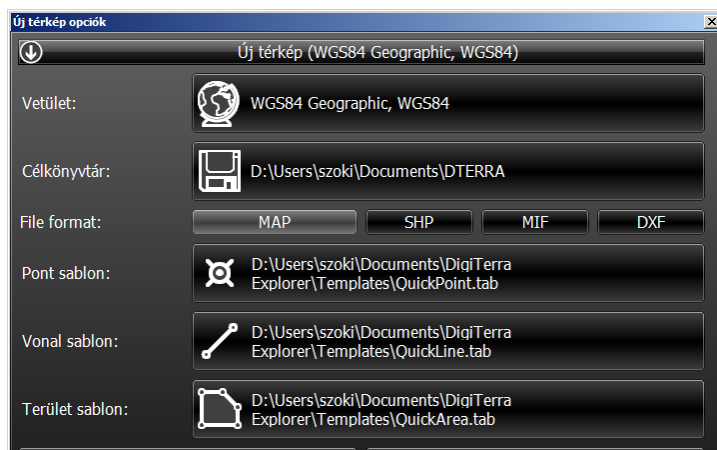 Új térkép opciók
Új térkép (WGS84 Geographic, WGS84)
Vetület:
WGS84 Geographic, WGS84
Célkönyvtár:
D:\Users\szoki\Documents\DTERRA
File format:
MAP
SHP
MIF
DXF
Pont sablon:
D:\Users\szoki\Documents\DigiTerra
Explorer\Templates\QuickPoint.tab
Vonal sablon:
D:\Users\szoki\Documents\DigiTerra
Explorer\Templates\QuickLine.tab
Terület sablon:
D:\Users\szoki\Documents\DigiTerra
Explorer\Templates\QuickArea.tab